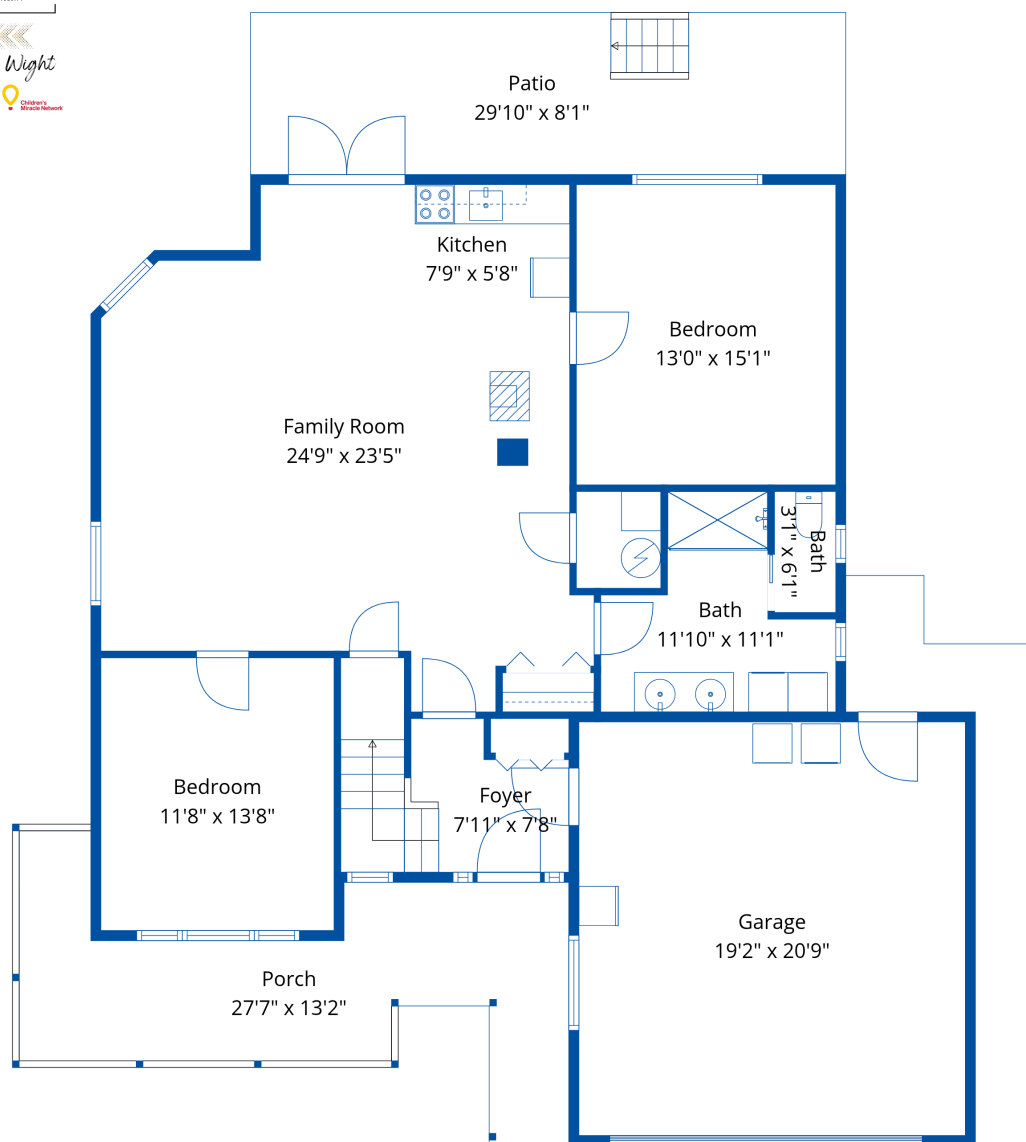 Wight
Children's
Miracle Network
Patio
29'10" x 8'1"
Kitchen
7'9" x 5'8"
Bedroom
13'0" x 15'1"
Family Room
24'9" x 23'5"
Bath
3'1" x 6'1"
Bath
11'10" x 11'1"
Bedroom
11'8" x 13'8"
Foyer
7'11" x 7'8"
Garage
19'2" x 20'9"
Porch
27'7" x 13'2"